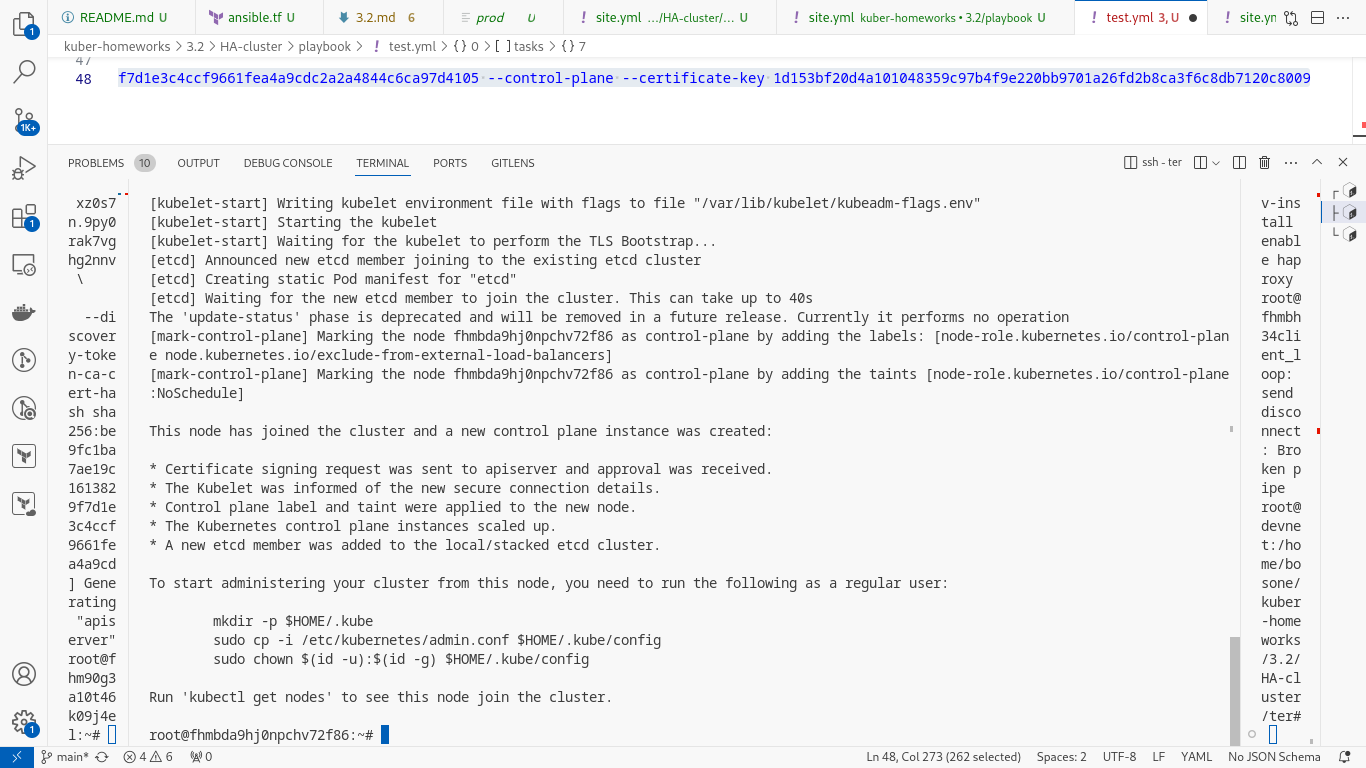 README.md U
ansible.tf U
3.2.md 6
prod U
site.yml .../HA-cluster/... U
site.yml kuber-homeworks • 3.2/playbook U
test.yml 3, U
site.yn
kuber-homeworks > 3.2 > HA-cluster > playbook > ! test.yml > {} 0 > [ ] tasks > {} 7
47
48 f7d1e3c4ccf9661fea4a9cdc2a2a4844c6ca97d4105 --control-plane --certificate-key 1d153bf20d4a101048359c97b4f9e220bb9701a26fd2b8ca3f6c8db7120c8009
PROBLEMS 10 OUTPUT DEBUG CONSOLE TERMINAL PORTS GITLENS
ssh - ter
1
1K+
1
1
xz0s7
n.9py0
rak7vg
hg2nnv
\
--di
scover
y-toke
n-ca-c
ert-ha
sh sha
256:be
9fc1ba
7ae19c
161382
9f7d1e
3c4ccf
9661fe
a4a9cd
] Gene
rating
"apis
erver"
root@f
hm90g3
a10t46
k09j4e
l:~#
[kubelet-start] Writing kubelet environment file with flags to file "/var/lib/kubelet/kubeadm-flags.env"
[kubelet-start] Starting the kubelet
[kubelet-start] Waiting for the kubelet to perform the TLS Bootstrap...
[etcd] Announced new etcd member joining to the existing etcd cluster
[etcd] Creating static Pod manifest for "etcd"
[etcd] Waiting for the new etcd member to join the cluster. This can take up to 40s
The 'update-status' phase is deprecated and will be removed in a future release. Currently it performs no operation
[mark-control-plane] Marking the node fhmbda9hj0npchv72f86 as control-plane by adding the labels: [node-role.kubernetes.io/control-plan
e node.kubernetes.io/exclude-from-external-load-balancers]
[mark-control-plane] Marking the node fhmbda9hj0npchv72f86 as control-plane by adding the taints [node-role.kubernetes.io/control-plane
:NoSchedule]
This node has joined the cluster and a new control plane instance was created:
* Certificate signing request was sent to apiserver and approval was received.
* The Kubelet was informed of the new secure connection details.
* Control plane label and taint were applied to the new node.
* The Kubernetes control plane instances scaled up.
* A new etcd member was added to the local/stacked etcd cluster.
To start administering your cluster from this node, you need to run the following as a regular user:
mkdir -p $HOME/.kube
sudo cp -i /etc/kubernetes/admin.conf $HOME/.kube/config
sudo chown $(id -u):$(id -g) $HOME/.kube/config
Run 'kubectl get nodes' to see this node join the cluster.
root@fhmbda9hj0npchv72f86:~#
v-ins
tall
enabl
e hap
roxy
root@
fhmbh
34cli
ent_l
oop:
send
disco
nnect
: Bro
ken p
ipe
root@
devne
t:/ho
me/bo
sone/
kuber
-home
works
/3.2/
HA-cl
uster
/ter#
main* 4 6 0 Ln 48, Col 273 (262 selected) Spaces: 2 UTF-8 LF YAML No JSON Schema